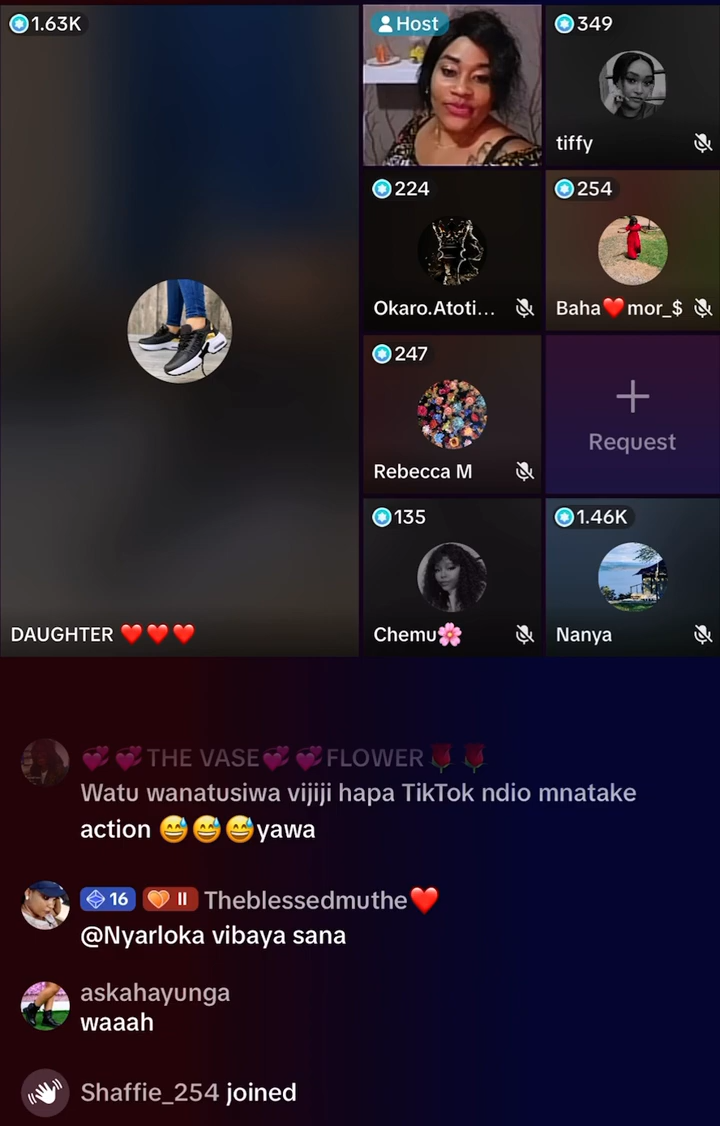 1.63K
Host
349
tiffy
224
Okaro.Atoti...
254
Baha❤️mor_$
247
Rebecca M
Request
135
Chemu🌸
1.46K
Nanya
DAUGHTER ❤️❤️❤️
💞💞THE VASE💞💞FLOWER🌹🌹
Watu wanatusiwa vijiji hapa TikTok ndio mnatake
action 😅😅😅yawa
16 II Theblessedmuthe❤️
@Nyarloka vibaya sana
askahayunga
waaah
Shaffie_254 joined